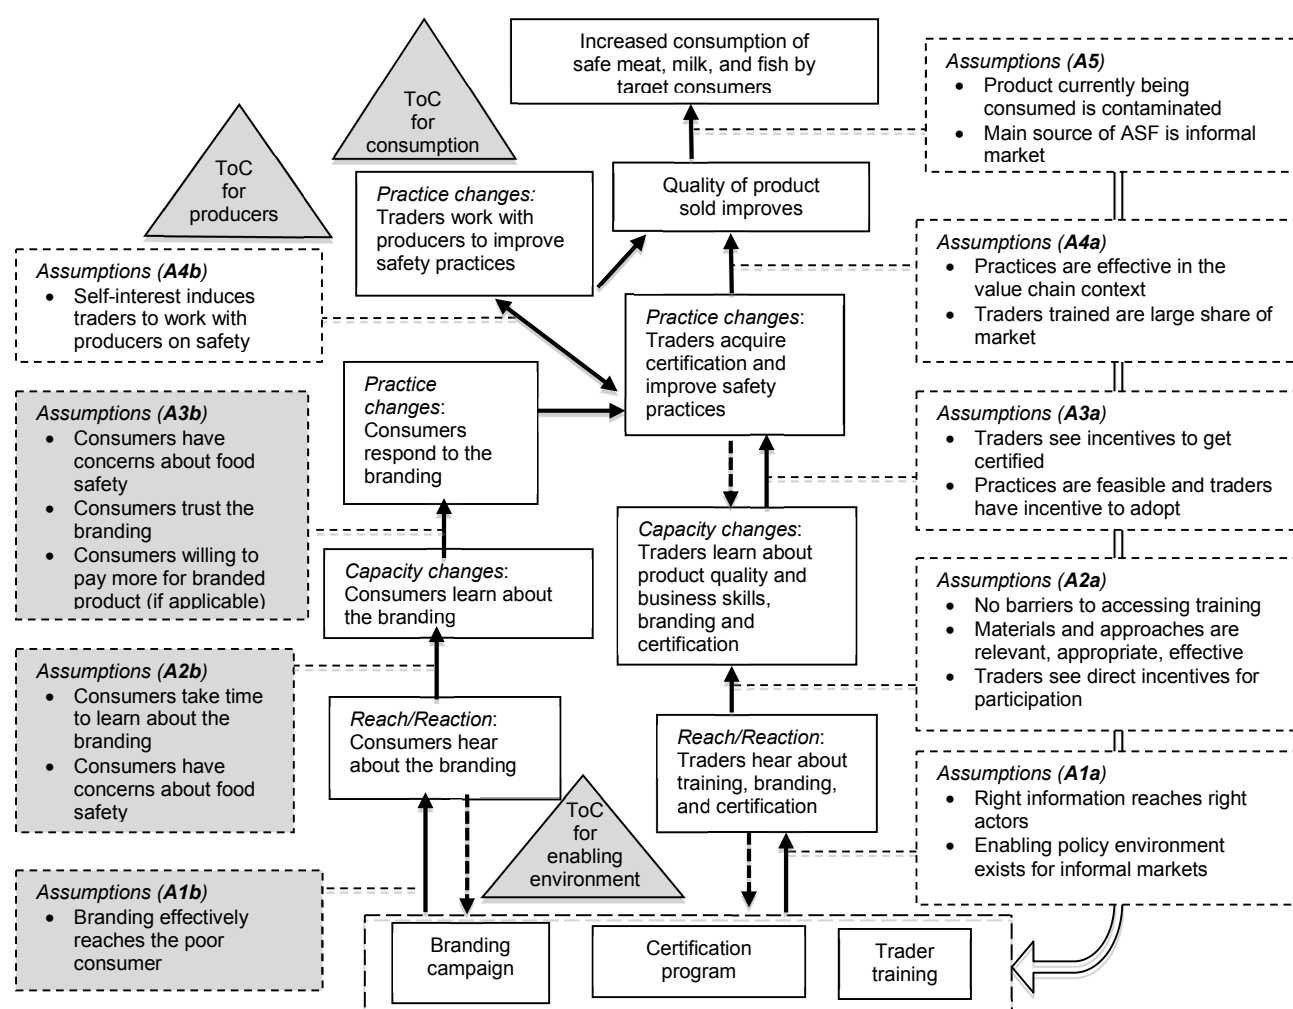 Increased consumption of
safe meat, milk, and fish by
target consumers
Assumptions (A5)
• Product currently being
consumed is contaminated
• Main source of ASF is informal
market
ToC
for
consumption
ToC
for
producers
Practice changes:
Traders work with
producers to improve
safety practices
Quality of product
sold improves
Assumptions (A4b)
• Self-interest induces
traders to work with
producers on safety
Assumptions (A4a)
• Practices are effective in the
value chain context
• Traders trained are large share of
market
Practice changes:
Traders acquire
certification and
improve safety
practices
Practice
changes:
Consumers
respond to the
branding
Assumptions (A3b)
• Consumers have
concerns about food
safety
• Consumers trust the
branding
• Consumers willing to
pay more for branded
product (if applicable)
Assumptions (A3a)
• Traders see incentives to get
certified
• Practices are feasible and traders
have incentive to adopt
Capacity changes:
Consumers learn about
the branding
Capacity changes:
Traders learn about
product quality and
business skills,
branding and
certification
Assumptions (A2a)
• No barriers to accessing training
• Materials and approaches are
relevant, appropriate, effective
• Traders see direct incentives for
participation
Assumptions (A2b)
• Consumers take time
to learn about the
branding
• Consumers have
concerns about food
safety
Reach/Reaction:
Consumers hear
about the branding
Reach/Reaction:
Traders hear about
training, branding,
and certification
Assumptions (A1a)
• Right information reaches right
actors
• Enabling policy environment
exists for informal markets
ToC
for
enabling
environment
Assumptions (A1b)
• Branding effectively
reaches the poor
consumer
Branding
campaign
Certification
program
Trader
training